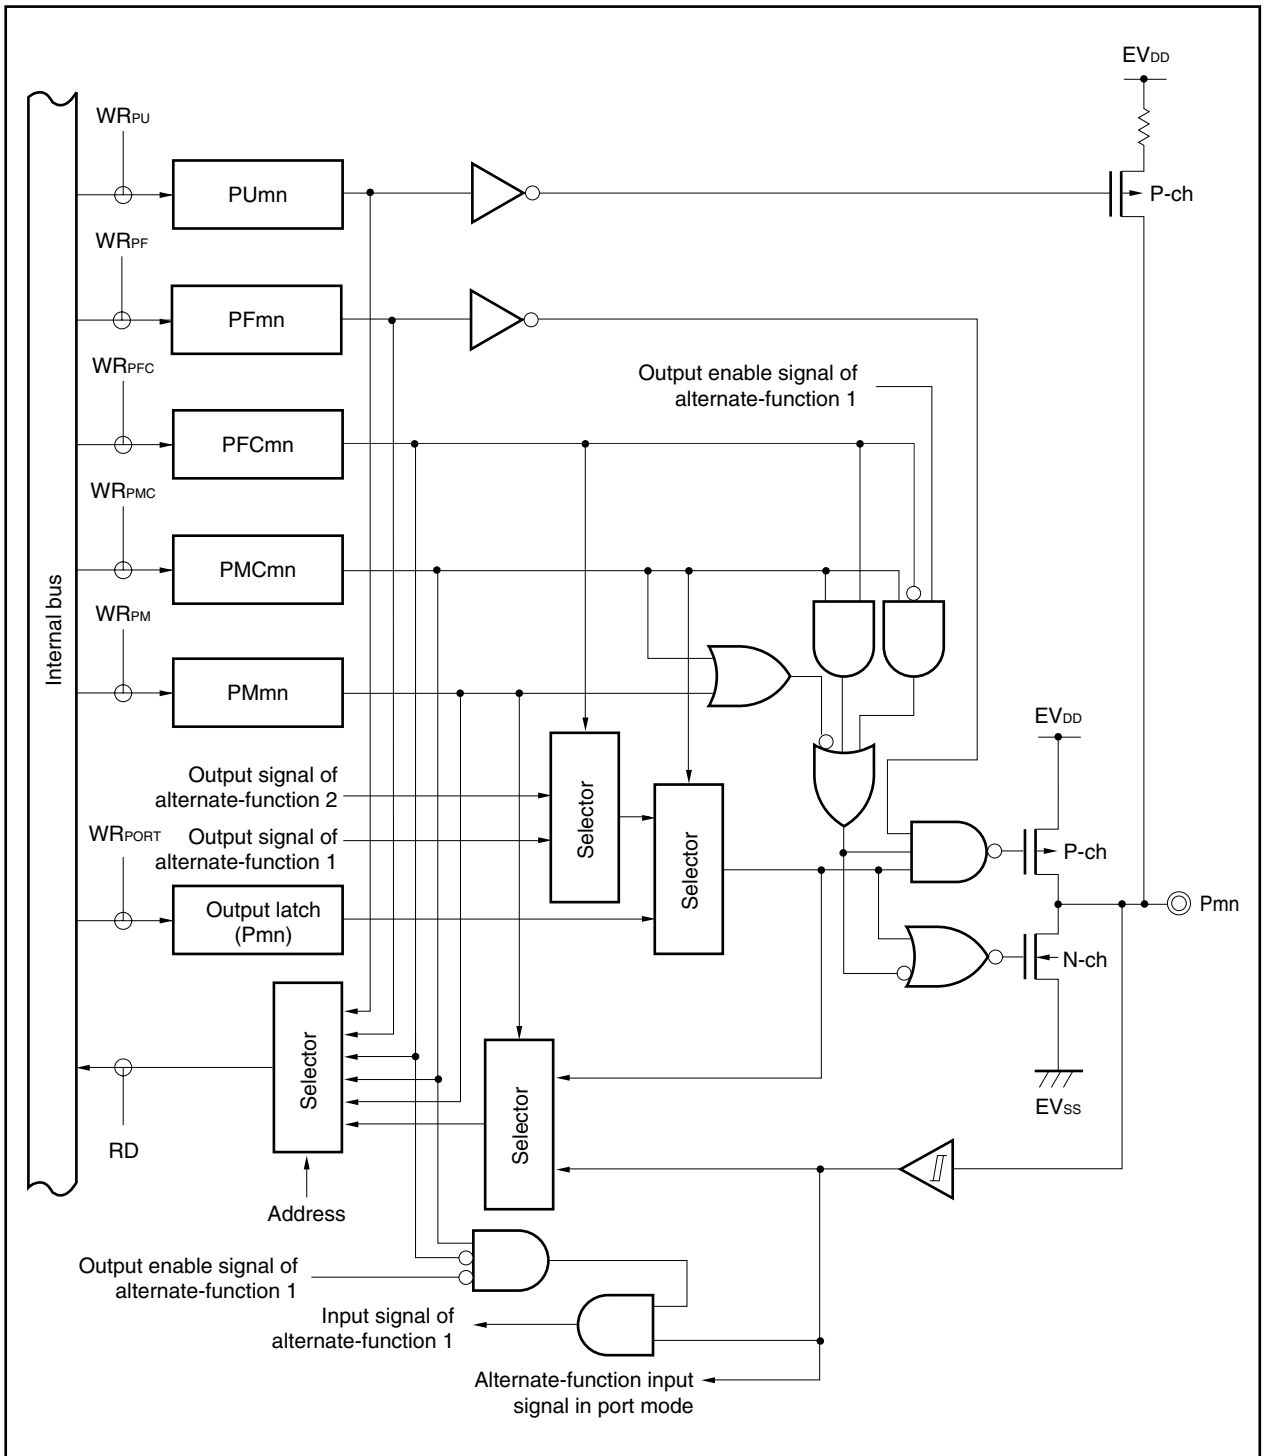 EVDD
WRPU
PUmn
P-ch
WRPF
PFmn
WRPFC
Output enable signal of
alternate-function 1
PFCmn
WRPMC
PMCmn
Internal bus
WRPM
PMmn
EVDD
Output signal of
alternate-function 2
Selector
WRPORT
Output signal of
alternate-function 1
Selector
P-ch
Output latch
(Pmn)
Pmn
N-ch
Selector
Selector
EVSS
RD
Address
Output enable signal of
alternate-function 1
Input signal of
alternate-function 1
Alternate-function input
signal in port mode